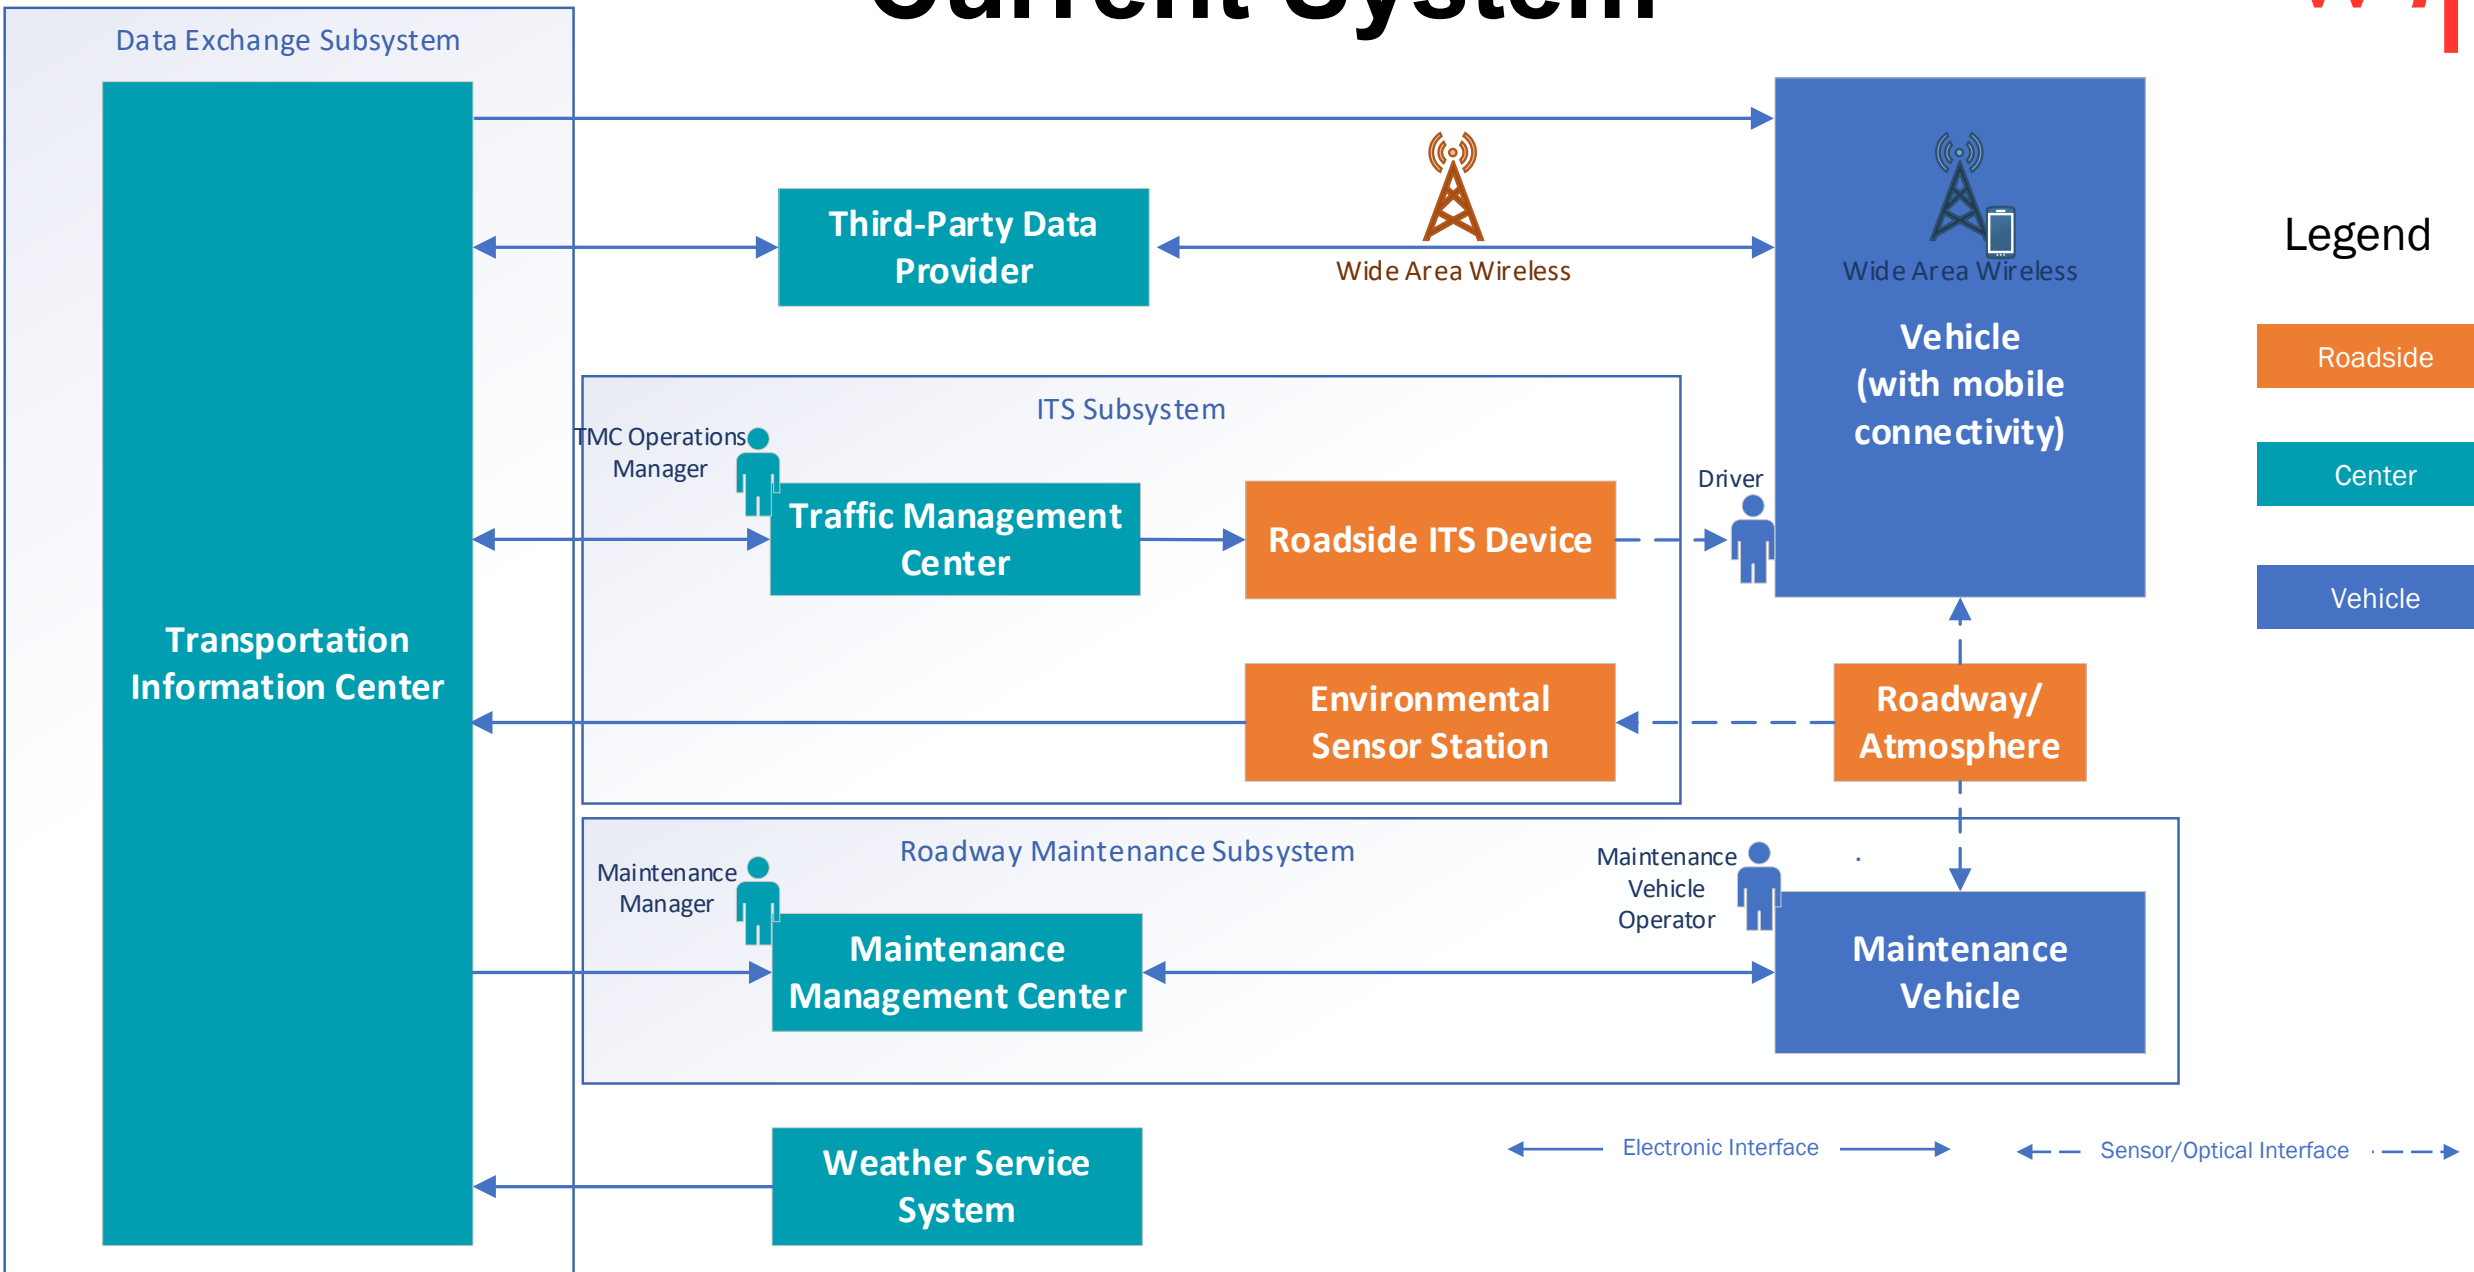 Current System
Data Exchange Subsystem
Third-Party Data
Provider
Wide Area Wireless
Wide Area Wireless
Vehicle
(with mobile
connectivity)
Legend
Roadside
Center
Vehicle
ITS Subsystem
TMC Operations
Manager
Traffic Management
Center
Roadside ITS Device
Driver
Transportation
Information Center
Environmental
Sensor Station
Roadway/
Atmosphere
Roadway Maintenance Subsystem
Maintenance
Manager
Maintenance
Management Center
Maintenance
Vehicle
Operator
Maintenance
Vehicle
Weather Service
System
Electronic Interface
Sensor/Optical Interface